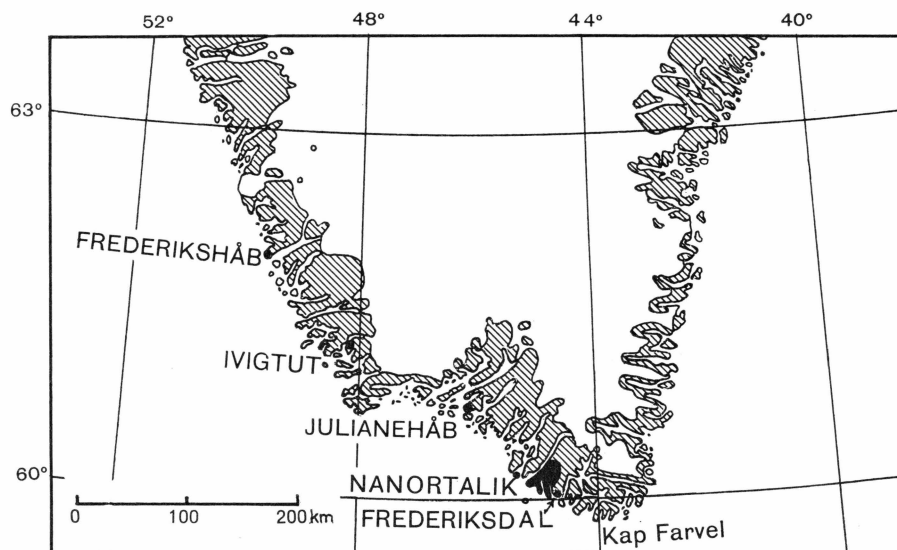 52° 48° 44° 40°
63°
FREDERIKSHÅB
IVIGTUT
JULIANEHÅB
60°
NANORTALIK
FREDERIKSDAL
Kap Farvel
0 100 200 km